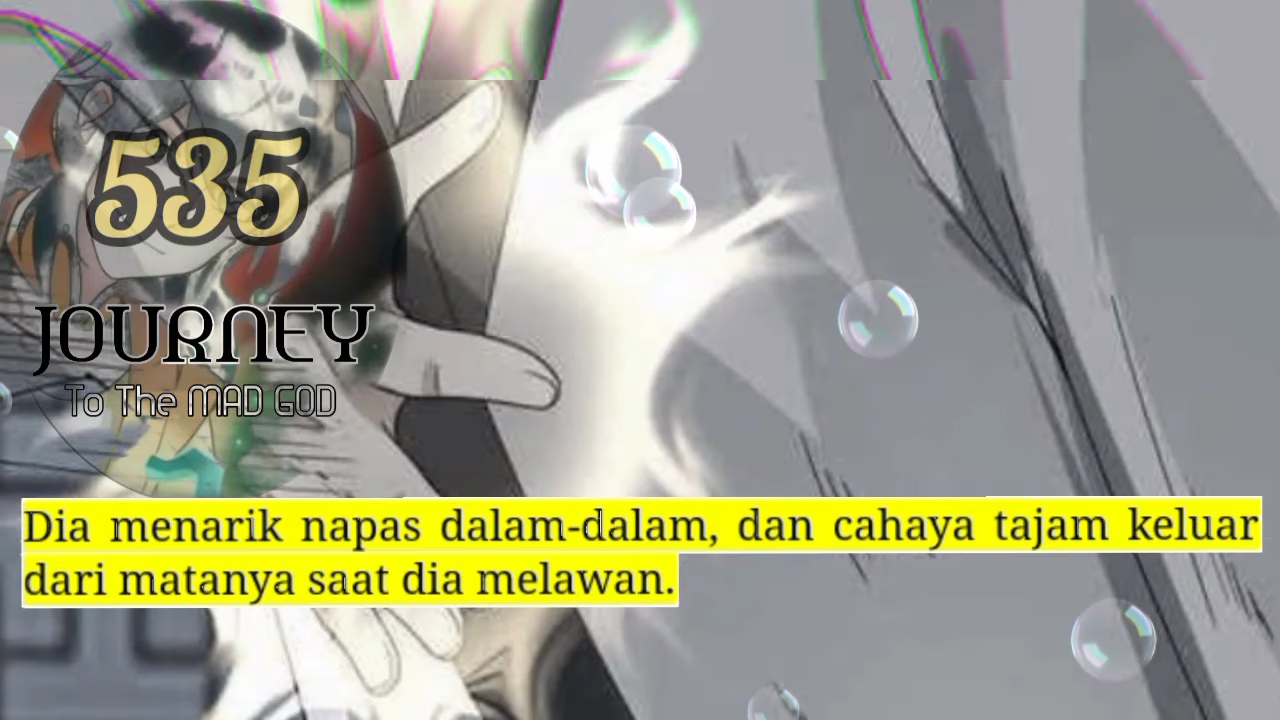 535
JOURNEY
To The MAD GOD
Dia menarik napas dalam-dalam, dan cahaya tajam keluar
dari matanya saat dia melawan.